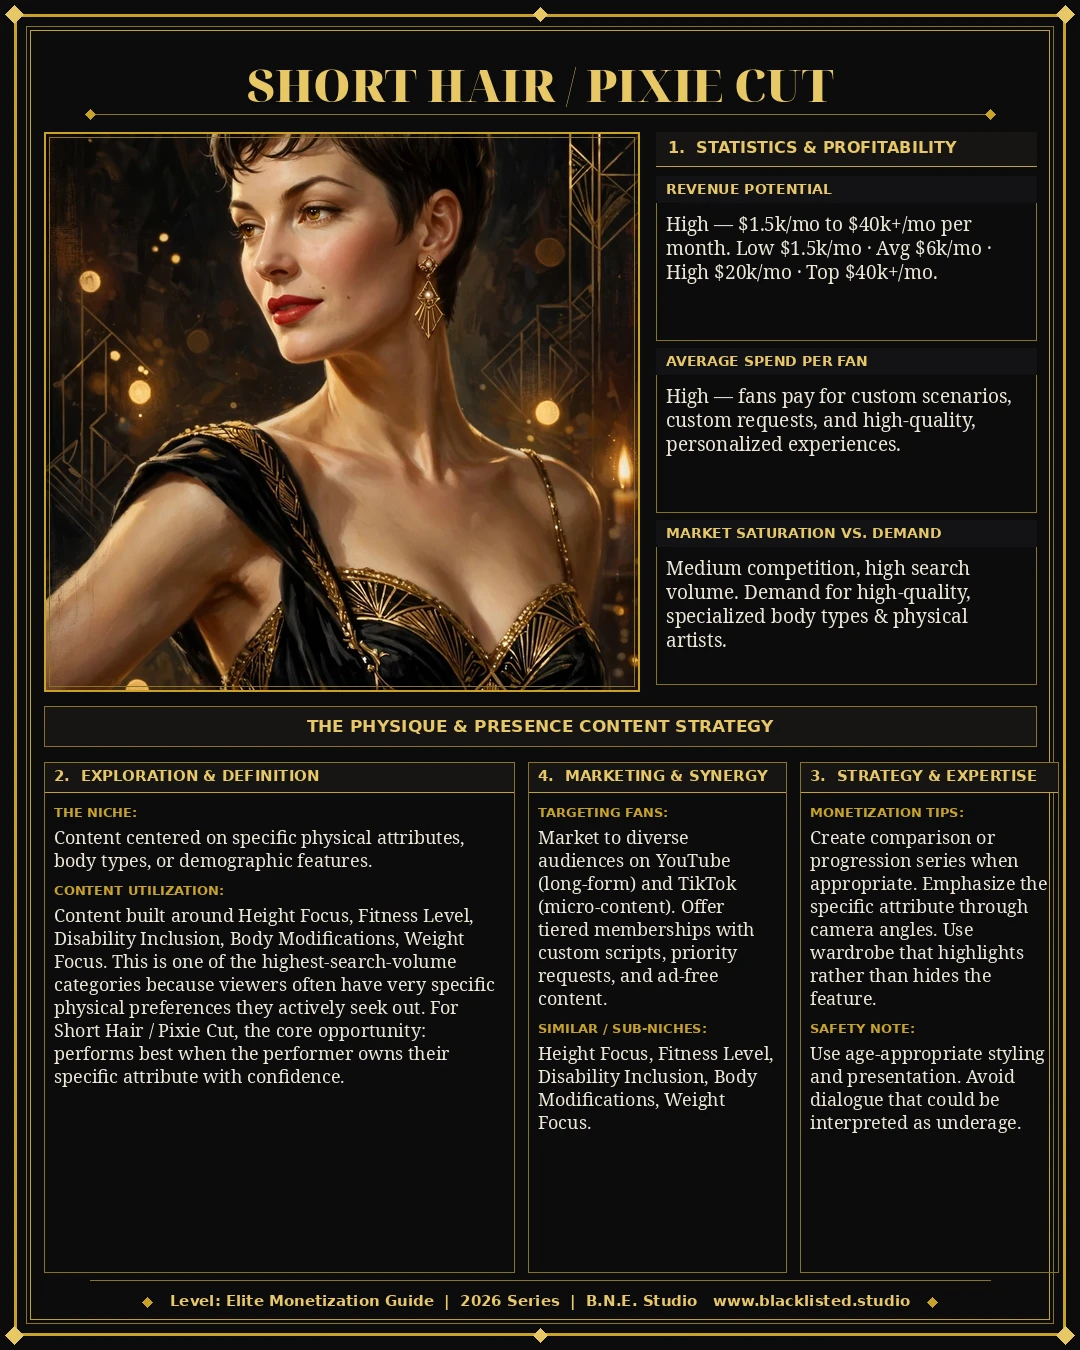 SHORT HAIR / PIXIE CUT
1. STATISTICS & PROFITABILITY
REVENUE POTENTIAL
High — $1.5k/mo to $40k+/mo per
month. Low $1.5k/mo · Avg $6k/mo ·
High $20k/mo · Top $40k+/mo.
AVERAGE SPEND PER FAN
High — fans pay for custom scenarios,
custom requests, and high-quality,
personalized experiences.
MARKET SATURATION VS. DEMAND
Medium competition, high search
volume. Demand for high-quality,
specialized body types & physical
artists.
THE PHYSIQUE & PRESENCE CONTENT STRATEGY
2. EXPLORATION & DEFINITION
THE NICHE:
Content centered on specific physical attributes,
body types, or demographic features.
CONTENT UTILIZATION:
Content built around Height Focus, Fitness Level,
Disability Inclusion, Body Modifications, Weight
Focus. This is one of the highest-search-volume
categories because viewers often have very specific
physical preferences they actively seek out. For
Short Hair / Pixie Cut, the core opportunity:
performs best when the performer owns their
specific attribute with confidence.
4. MARKETING & SYNERGY
TARGETING FANS:
Market to diverse
audiences on YouTube
(long-form) and TikTok
(micro-content). Offer
tiered memberships with
custom scripts, priority
requests, and ad-free
content.
SIMILAR / SUB-NICHES:
Height Focus, Fitness Level,
Disability Inclusion, Body
Modifications, Weight
Focus.
3. STRATEGY & EXPERTISE
MONETIZATION TIPS:
Create comparison or
progression series when
appropriate. Emphasize the
specific attribute through
camera angles. Use
wardrobe that highlights
rather than hides the
feature.
SAFETY NOTE:
Use age-appropriate styling
and presentation. Avoid
dialogue that could be
interpreted as underage.
Level: Elite Monetization Guide | 2026 Series | B.N.E. Studio www.blacklisted.studio